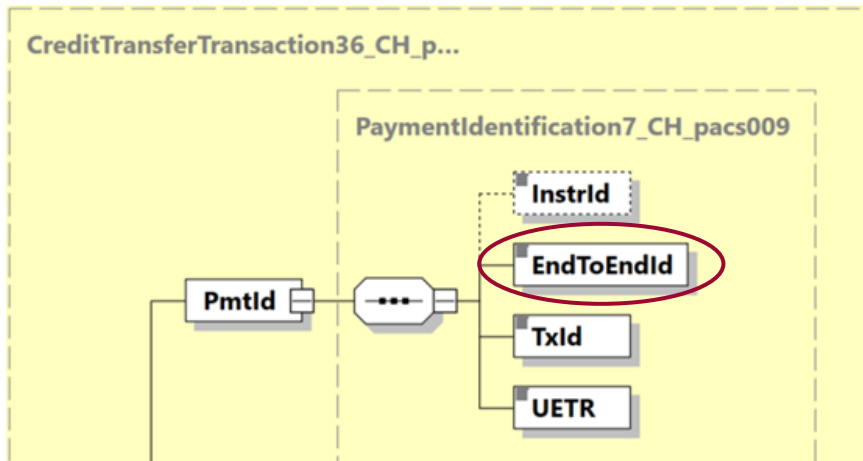 CreditTransferTransaction36_CH_p...
PaymentIdentification7_CH_pacs009
InstrId
EndToEndId
PmtId
TxId
UETR